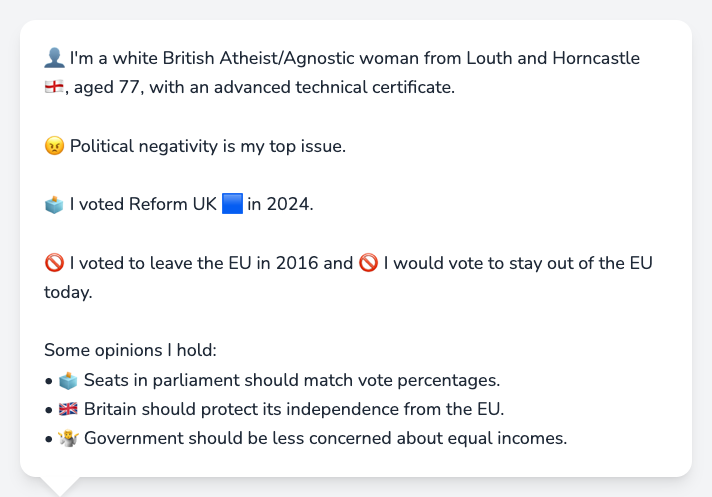 👤 I'm a white British Atheist/Agnostic woman from Louth and Horncastle
🏴󠁧󠁢󠁥󠁮󠁧󠁿, aged 77, with an advanced technical certificate.
😠 Political negativity is my top issue.
🗳️ I voted Reform UK 🟦 in 2024.
🚫 I voted to leave the EU in 2016 and 🚫 I would vote to stay out of the EU
today.
Some opinions I hold:
• 🗳️ Seats in parliament should match vote percentages.
• 🇬🇧 Britain should protect its independence from the EU.
• 🤷 Government should be less concerned about equal incomes.